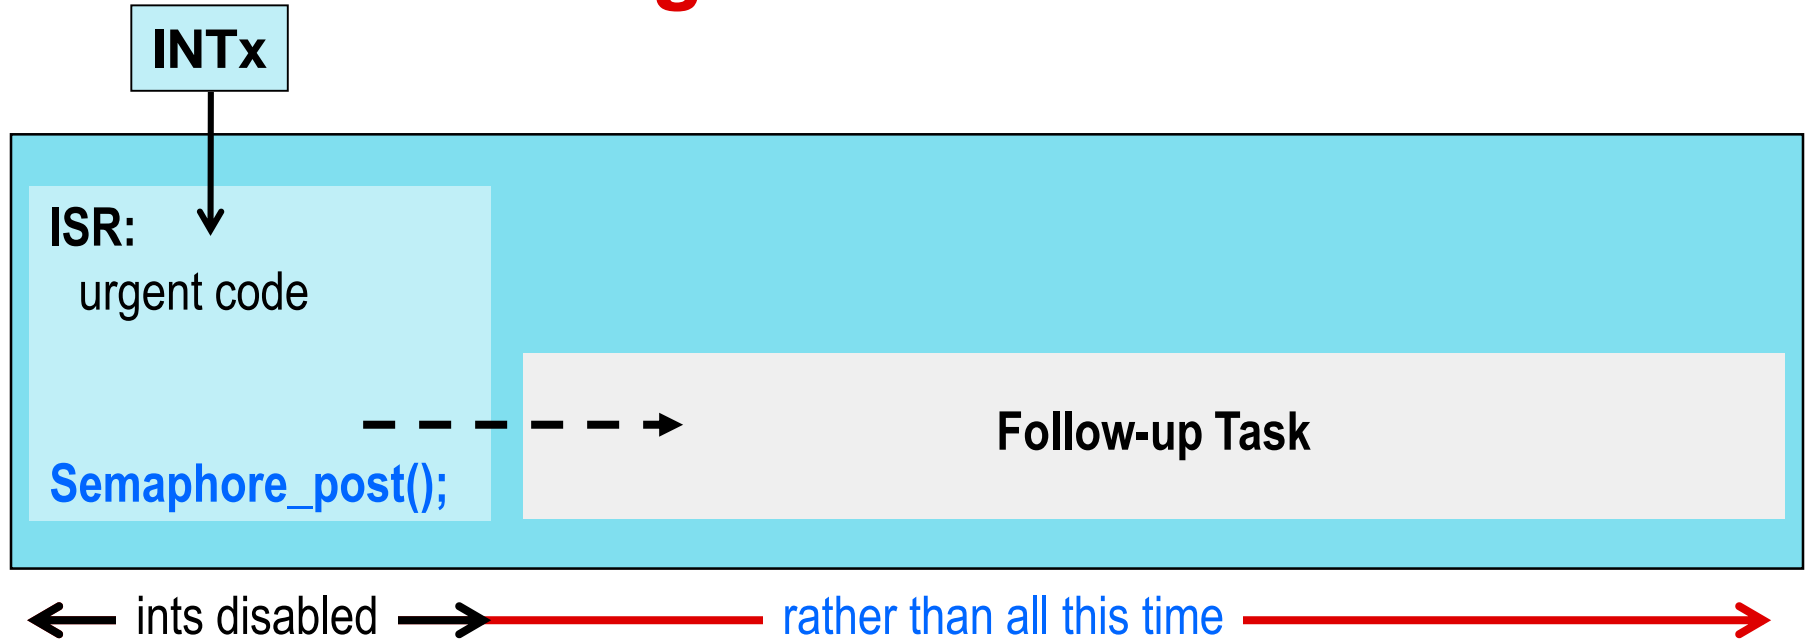 INTx
ISR:
urgent code
Follow-up Task
Semaphore_post();
ints disabled
rather than all this time